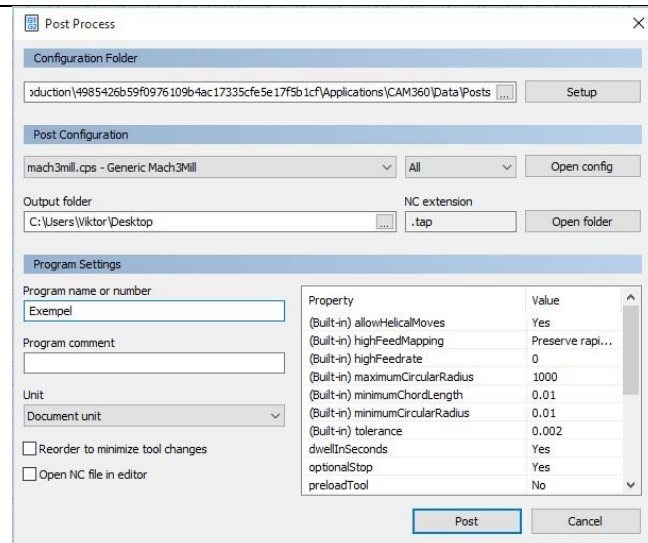 G1
G2
Post Process
Configuration Folder
oduction\4985426b59f0976109b4ac17335cfe5e17f5b1cf\Applications\CAM360\Data\Posts ... Setup
Post Configuration
mach3mill.cps - Generic Mach3Mill All Open config
Output folder NC extension
C:\Users\Viktor\Desktop ... .tap Open folder
Program Settings
Program name or number
Exempel
Program comment
Unit
Document unit
Reorder to minimize tool changes
Open NC file in editor
Property Value
(Built-in) allowHelicalMoves Yes
(Built-in) highFeedMapping Preserve rapi...
(Built-in) highFeedrate 0
(Built-in) maximumCircularRadius 1000
(Built-in) minimumChordLength 0.01
(Built-in) minimumCircularRadius 0.01
(Built-in) tolerance 0.002
dwellInSeconds Yes
optionalStop Yes
preloadTool No
Post Cancel